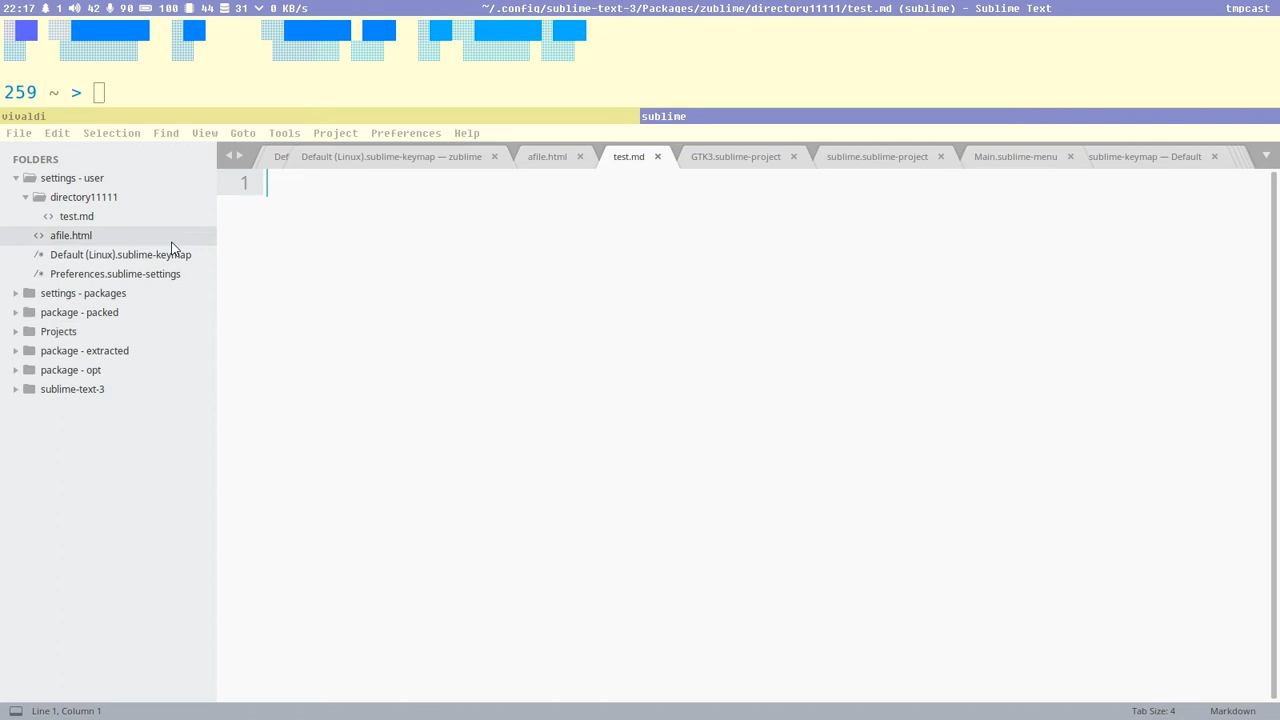 22:17 1 42 90 100 44 31 0 KB/s ~/.config/sublime-text-3/Packages/zublime/directory11111/test.md (sublime) - Sublime Text tmpcast
259 ~ >
vivaldi sublime
File Edit Selection Find View Goto Tools Project Preferences Help
FOLDERS
Def Default (Linux).sublime-keymap — zublime afile.html test.md GTK3.sublime-project sublime.sublime-project Main.sublime-menu sublime-keymap — Default
settings - user
1
directory11111
test.md
afile.html
Default (Linux).sublime-keymap
Preferences.sublime-settings
settings - packages
package - packed
Projects
package - extracted
package - opt
sublime-text-3
Line 1, Column 1 Tab Size: 4 Markdown